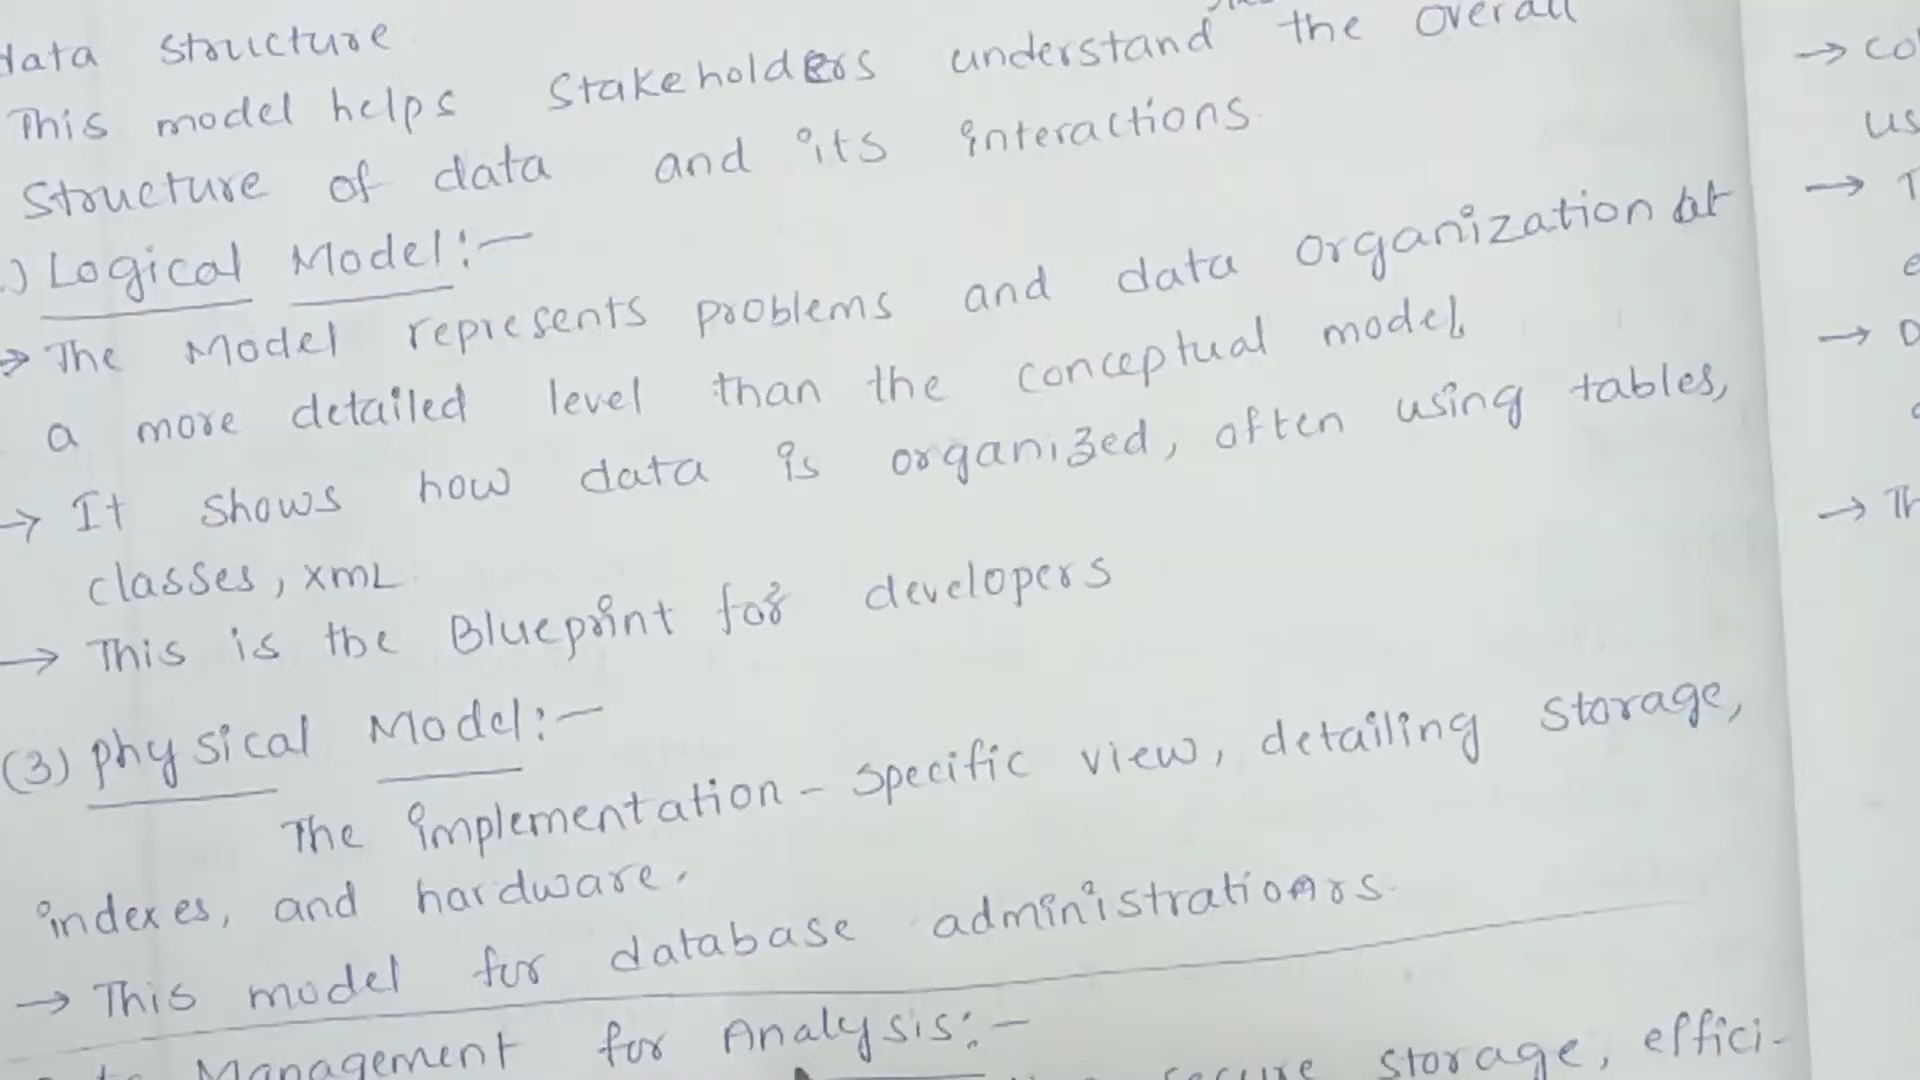 data structure
This model helps stakeholders understand the overall
structure of data and its interactions.
) Logical Model:-
→ The Model represents problems and data organization at
a more detailed level than the conceptual model.
→ It shows how data is organized, often using tables,
classes, XML
→ This is the Blueprint for developers
(3) physical Model:-
The implementation - specific view, detailing storage,
indexes, and hardware.
→ This model for database administrationrs
Management for Analysis:-
secure storage, effici-
→
→
→
→